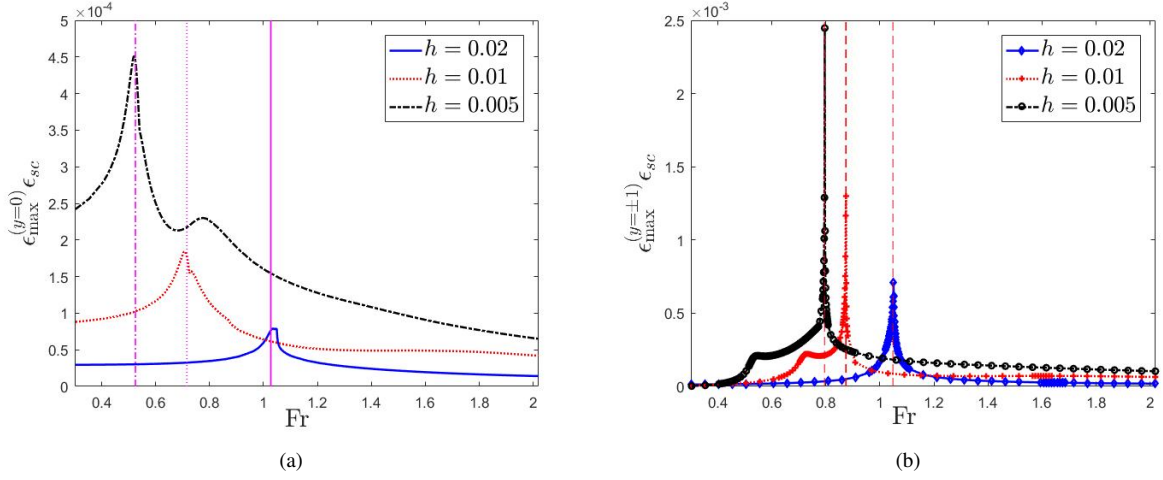 ×10⁻⁴
5
4.5
4
3.5
3
2.5
2
1.5
1
0.5
0
0.6 0.8 1 1.2 1.4 1.6 1.8 2
Fr
ϵ_max^(y=0) ϵ_sc
h = 0.02
h = 0.01
h = 0.005
(a)
×10⁻³
2.5
2
1.5
1
0.5
0
0.4 0.6 0.8 1 1.2 1.4 1.6 1.8 2
Fr
ϵ_max^(y=±1) ϵ_sc
h = 0.02
h = 0.01
h = 0.005
(b)